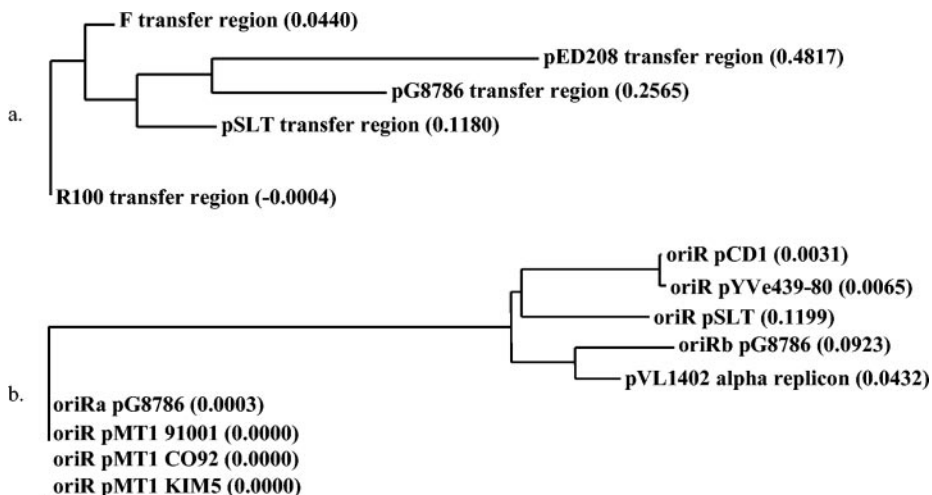 F transfer region (0.0440)
pED208 transfer region (0.4817)
pG8786 transfer region (0.2565)
a.
pSLT transfer region (0.1180)
R100 transfer region (-0.0004)
oriR pCD1 (0.0031)
oriR pYVe439-80 (0.0065)
oriR pSLT (0.1199)
oriRb pG8786 (0.0923)
pVL1402 alpha replicon (0.0432)
b.
oriRa pG8786 (0.0003)
oriR pMT1 91001 (0.0000)
oriR pMT1 CO92 (0.0000)
oriR pMT1 KIM5 (0.0000)